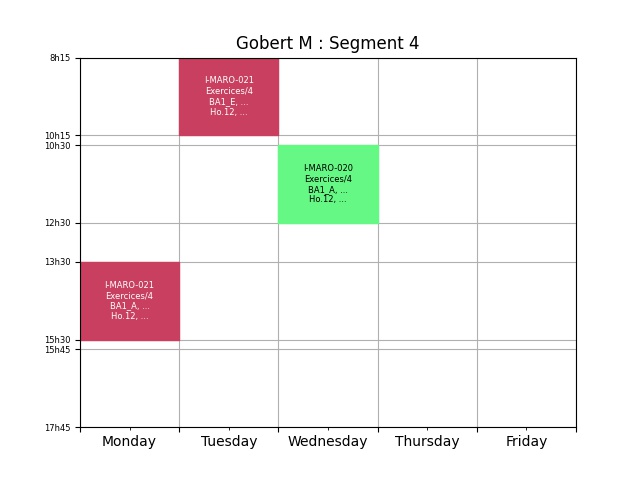 Gobert M : Segment 4
8h15
I-MARO-021
Exercices/4
BA1_E, ...
Ho.12, ...
10h15
10h30
I-MARO-020
Exercices/4
BA1_A, ...
Ho.12, ...
12h30
13h30
I-MARO-021
Exercices/4
BA1_A, ...
Ho.12, ...
15h30
15h45
17h45
Monday Tuesday Wednesday Thursday Friday